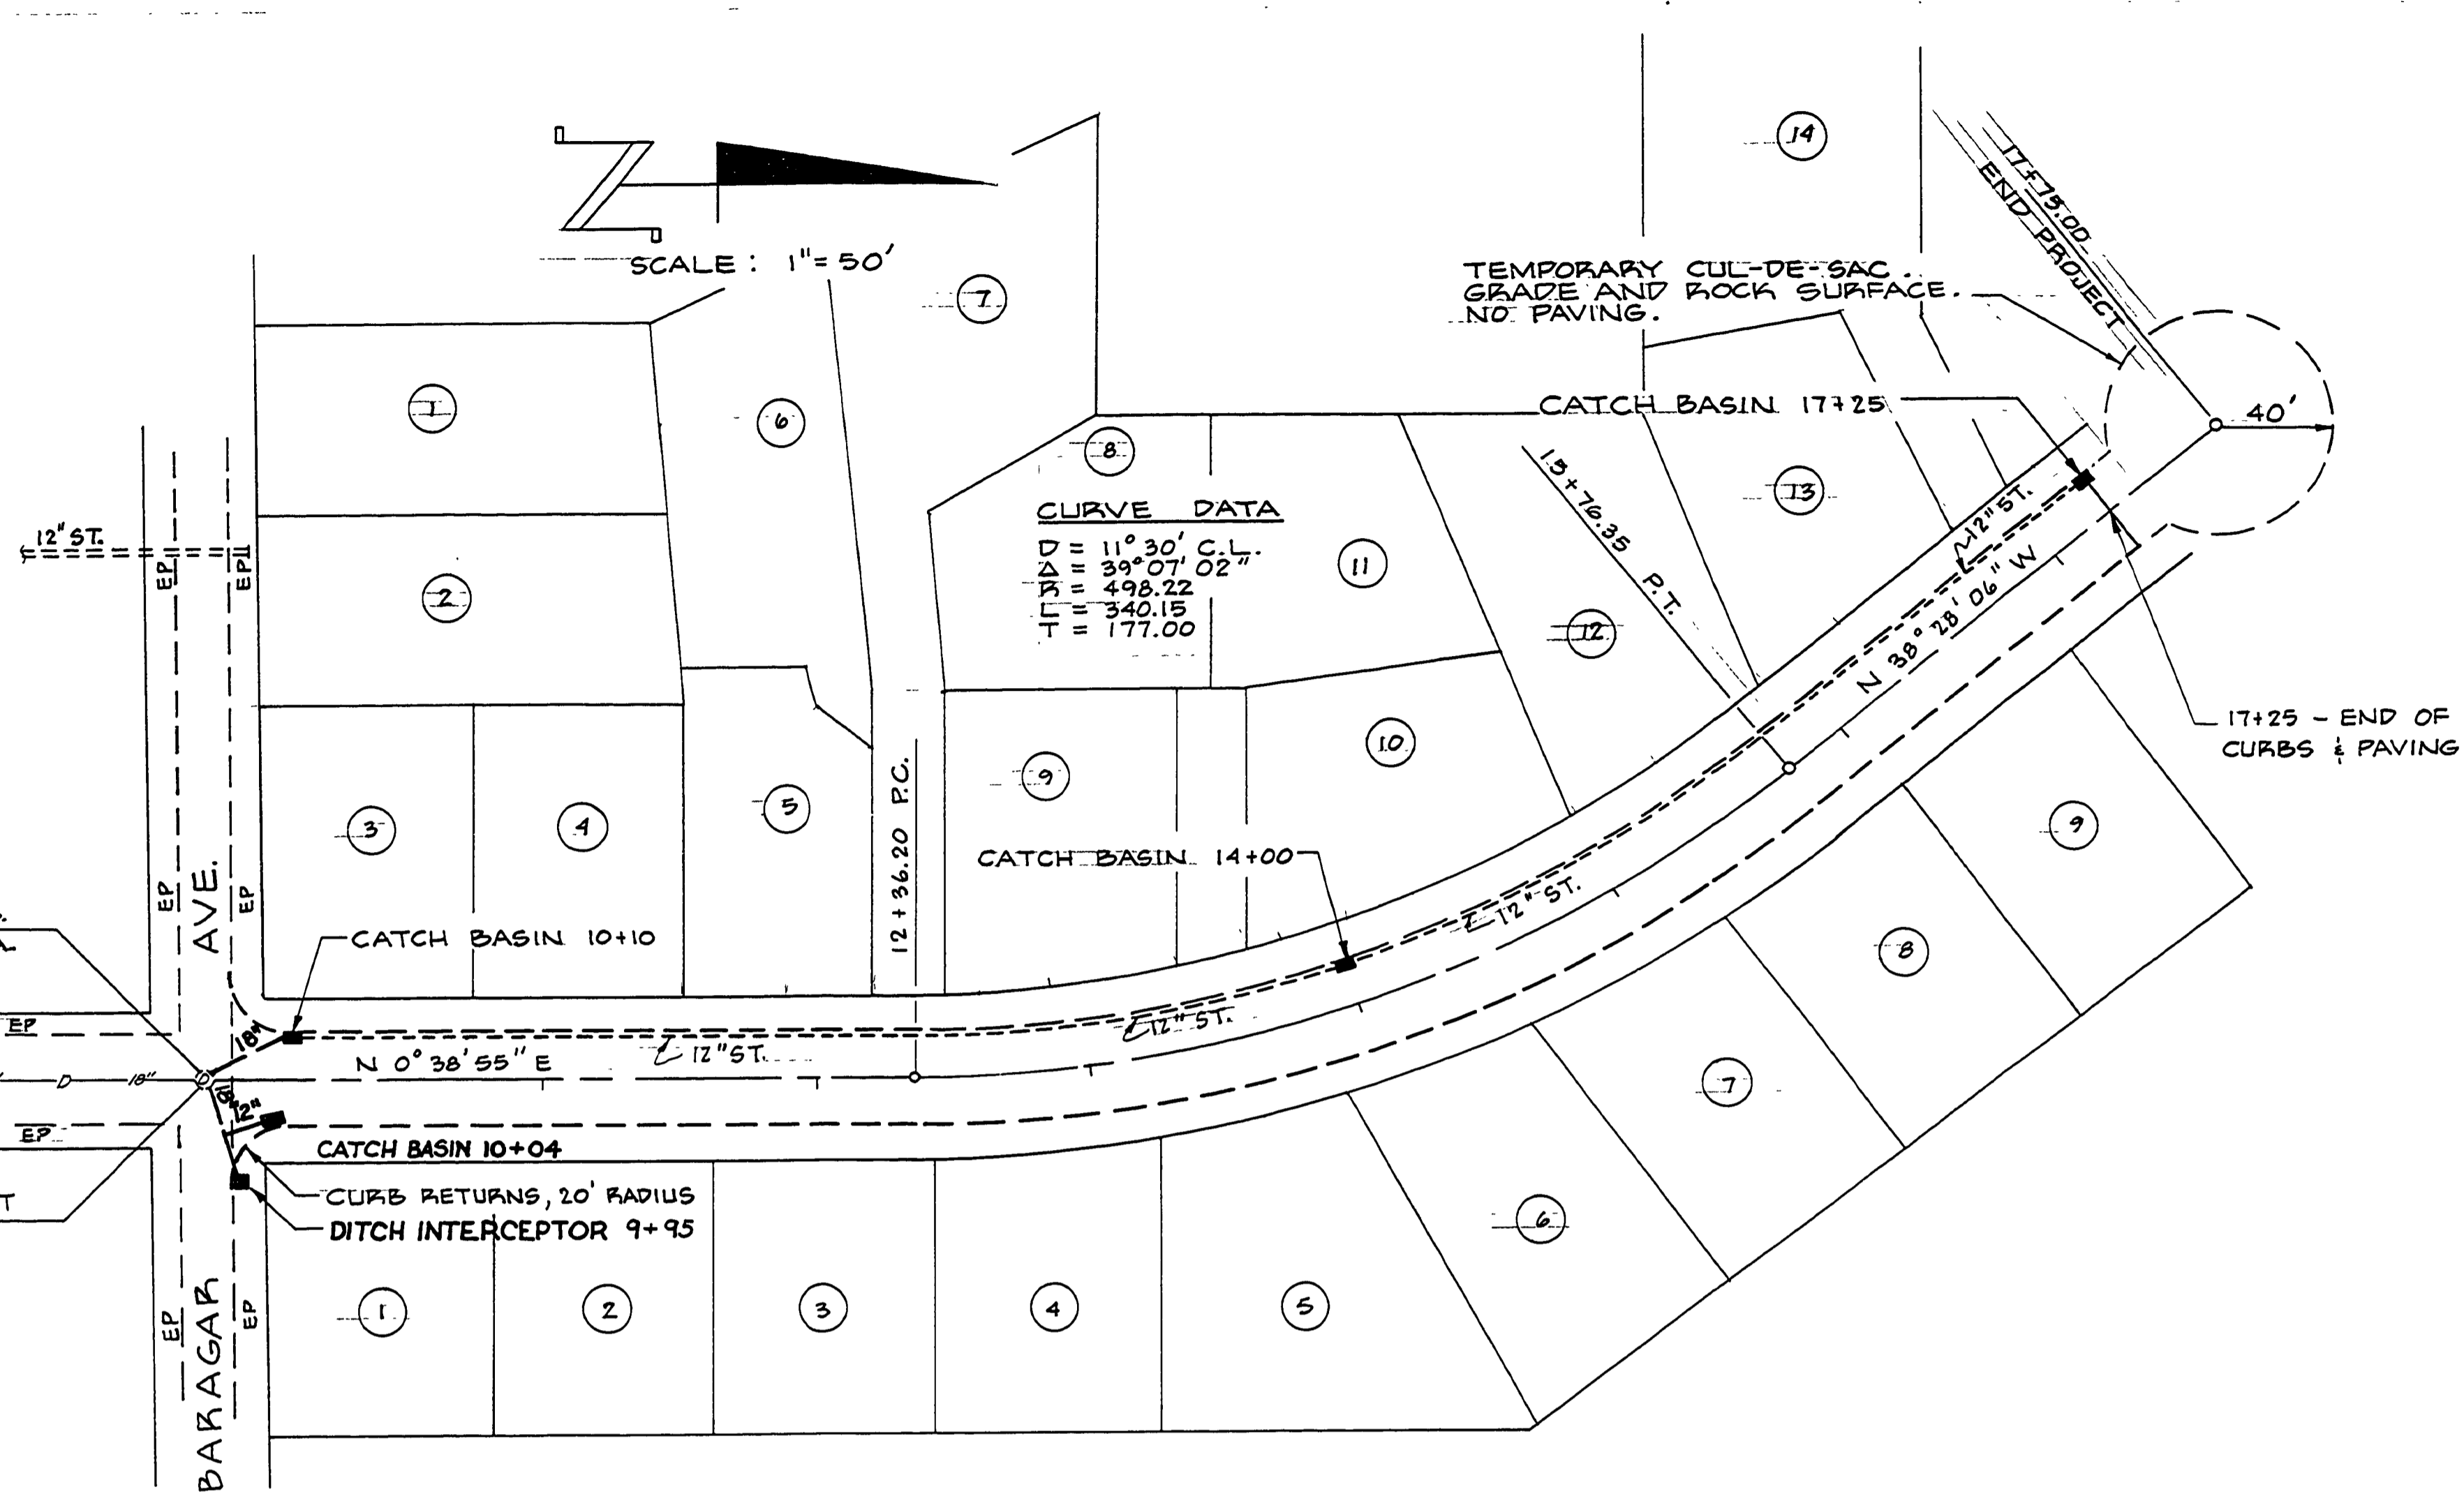 SCALE: 1"= 50'
14
17+75.00
END PROJECT
TEMPORARY CUL-DE-SAC.
GRADE AND ROCK SURFACE.
NO PAVING.
7
1
6
8
CATCH BASIN 17+25
40'
CURVE DATA
D = 11° 30' C.L.
Δ = 39° 07' 02"
R = 498.22
L = 340.15
T = 177.00
15+76.35 P.T.
13
12" ST.
12" ST.
EP
EP
2
11
12
N 38° 28' 06" W
17+25 - END OF
CURBS & PAVING
3
4
5
12+36.20 P.C.
9
10
9
CATCH BASIN 14+00
12" ST.
8
EP
EP
AVE.
CATCH BASIN 10+10
EP
18"
12" ST.
12" ST.
N 0° 38' 55" E
D
18"
D
18"
12"
EP
CATCH BASIN 10+04
7
CURB RETURNS, 20' RADIUS
DITCH INTERCEPTOR 9+95
T
6
EP
EP
BARAGAR
1
2
3
4
5